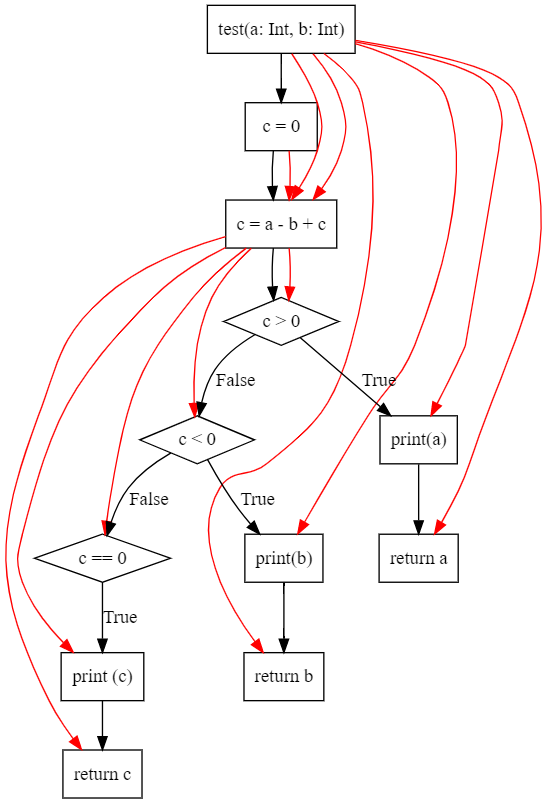 test(a: Int, b: Int)
c = 0
c = a - b + c
c > 0
False
True
c < 0
print(a)
False
True
c == 0
print(b)
return a
True
print (c)
return b
return c